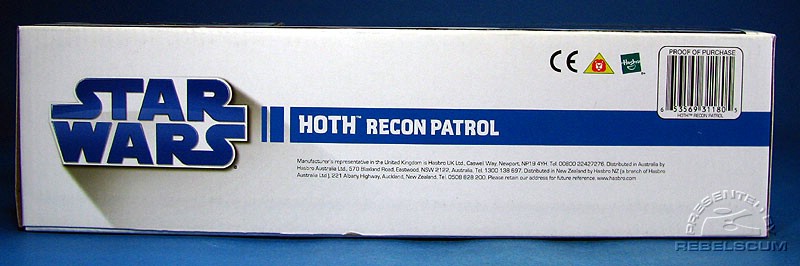 STAR
WARS
HOTH™ RECON PATROL
CE
Hasbro
PROOF OF PURCHASE
6 53569 31180 5
HOTH™ RECON PATROL
Manufacturer's representative in the United Kingdom is Hasbro UK Ltd., Caswell Way, Newport, NP19 4YH. Tel. 00800 22427276. Distributed in Australia by
Hasbro Australia Ltd., 570 Blaxland Road, Eastwood, NSW 2122, Australia. Tel. 1300 138 697. Distributed in New Zealand by Hasbro NZ (a branch of Hasbro
Australia Ltd.), 221 Albany Highway, Auckland, New Zealand. Tel. 0508 828 200. Please retain our address for future reference. www.hasbro.com.
PRESENTED BY
REBELSCUM